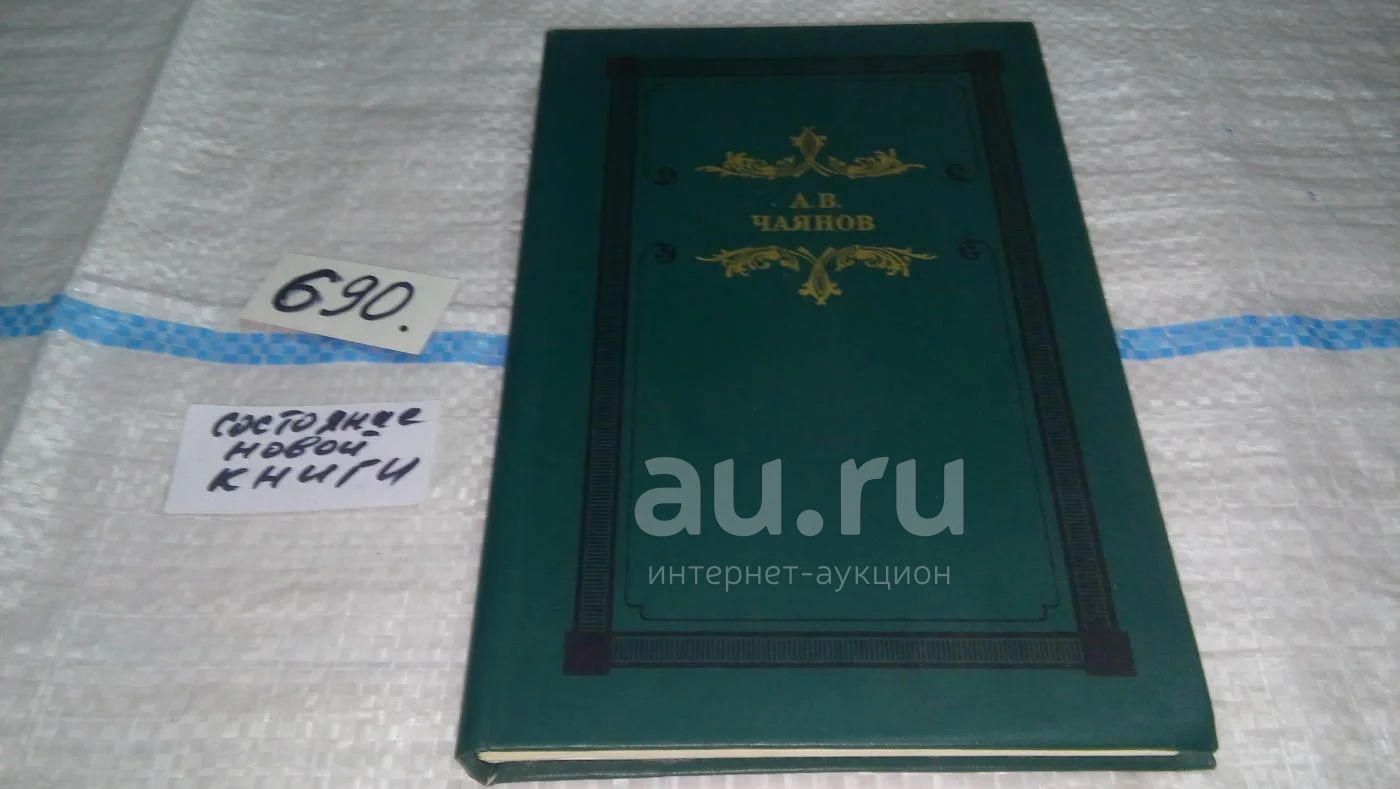 А. В.
ЧАЯНОВ
690.
состояние
новой
книги
au.ru
интернет-аукцион